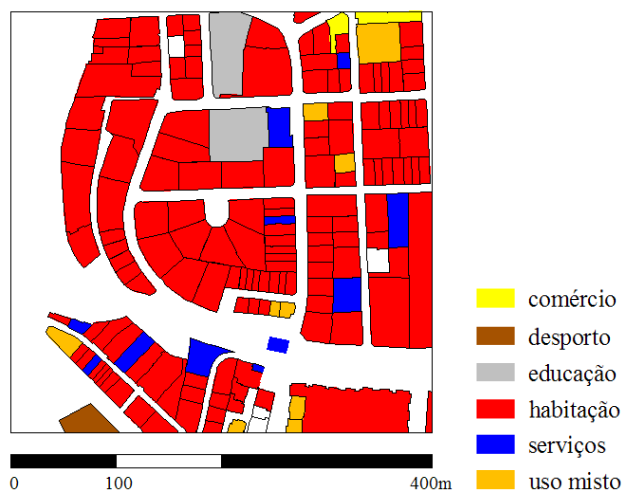 comércio
desporto
educação
habitação
serviços
uso misto
0 100 400m